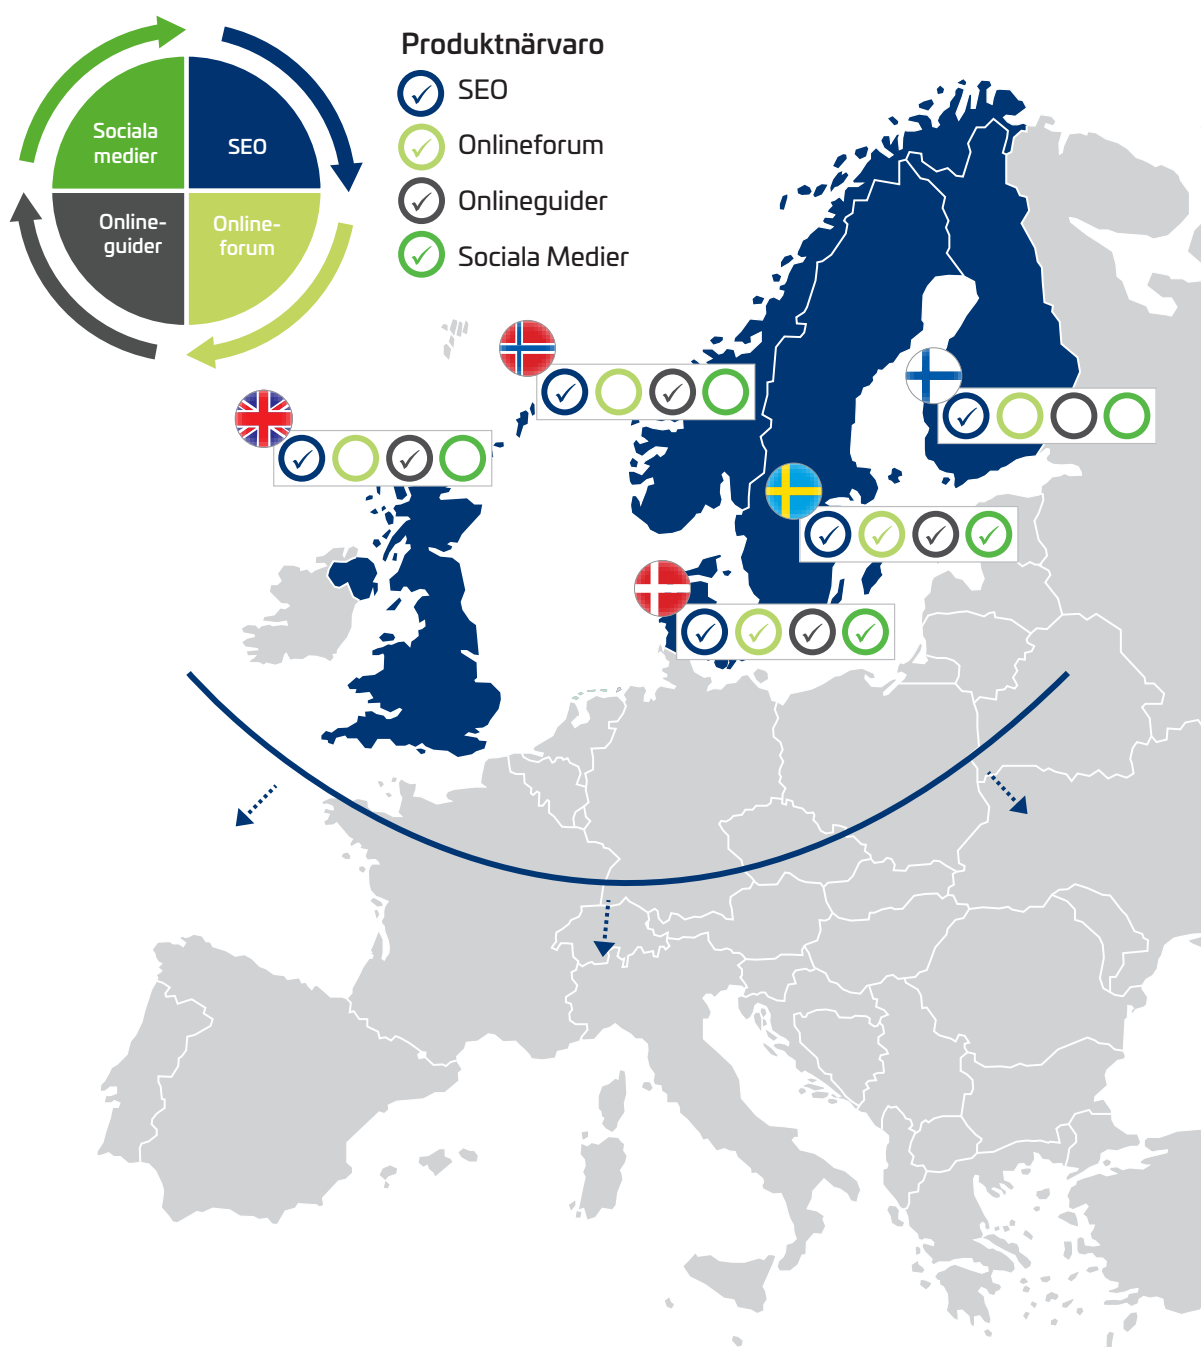 Sociala
medier
SEO
Online-
guider
Online-
forum
Produktnärvaro
SEO
Onlineforum
Onlineguider
Sociala Medier